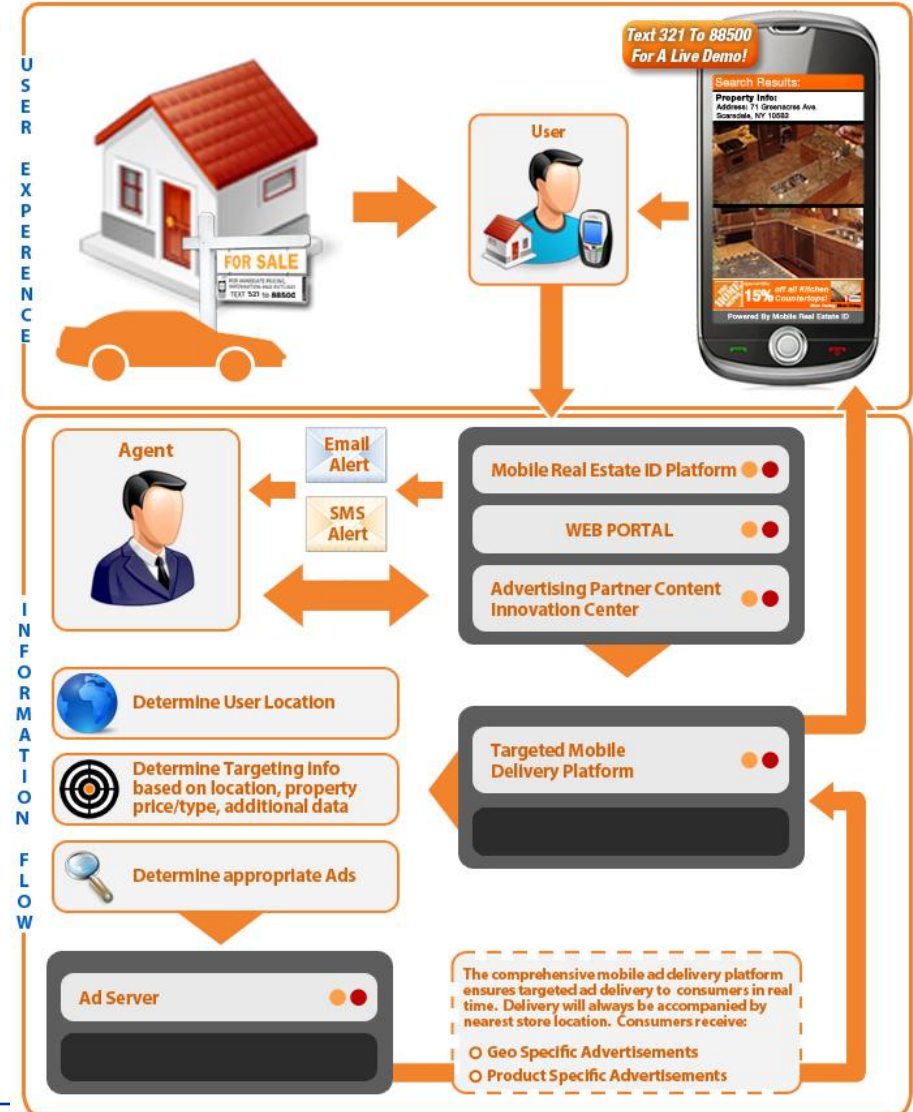 USER EXPERENCE
Text 321 To 88500
For A Live Demo!
Search Results:
Property Info:
Address: 71 Greenacres Ave.
Scarsdale, NY 10583
15% off all Kitchen
Countertops!
Powered By Mobile Real Estate ID
User
FOR SALE
FOR IMMEDIATE PRICING,
TEXT 321 to 88500
INFORMATION FLOW
Agent
Email
Alert
SMS
Alert
Mobile Real Estate ID Platform
WEB PORTAL
Advertising Partner Content
Innovation Center
Determine User Location
Determine Targeting info
based on location, property
price/type, additional data
Determine appropriate Ads
Targeted Mobile
Delivery Platform
Ad Server
The comprehensive mobile ad delivery platform
ensures targeted ad delivery to consumers in real
time. Delivery will always be accompanied by
nearest store location. Consumers receive:
Geo Specific Advertisements
Product Specific Advertisements